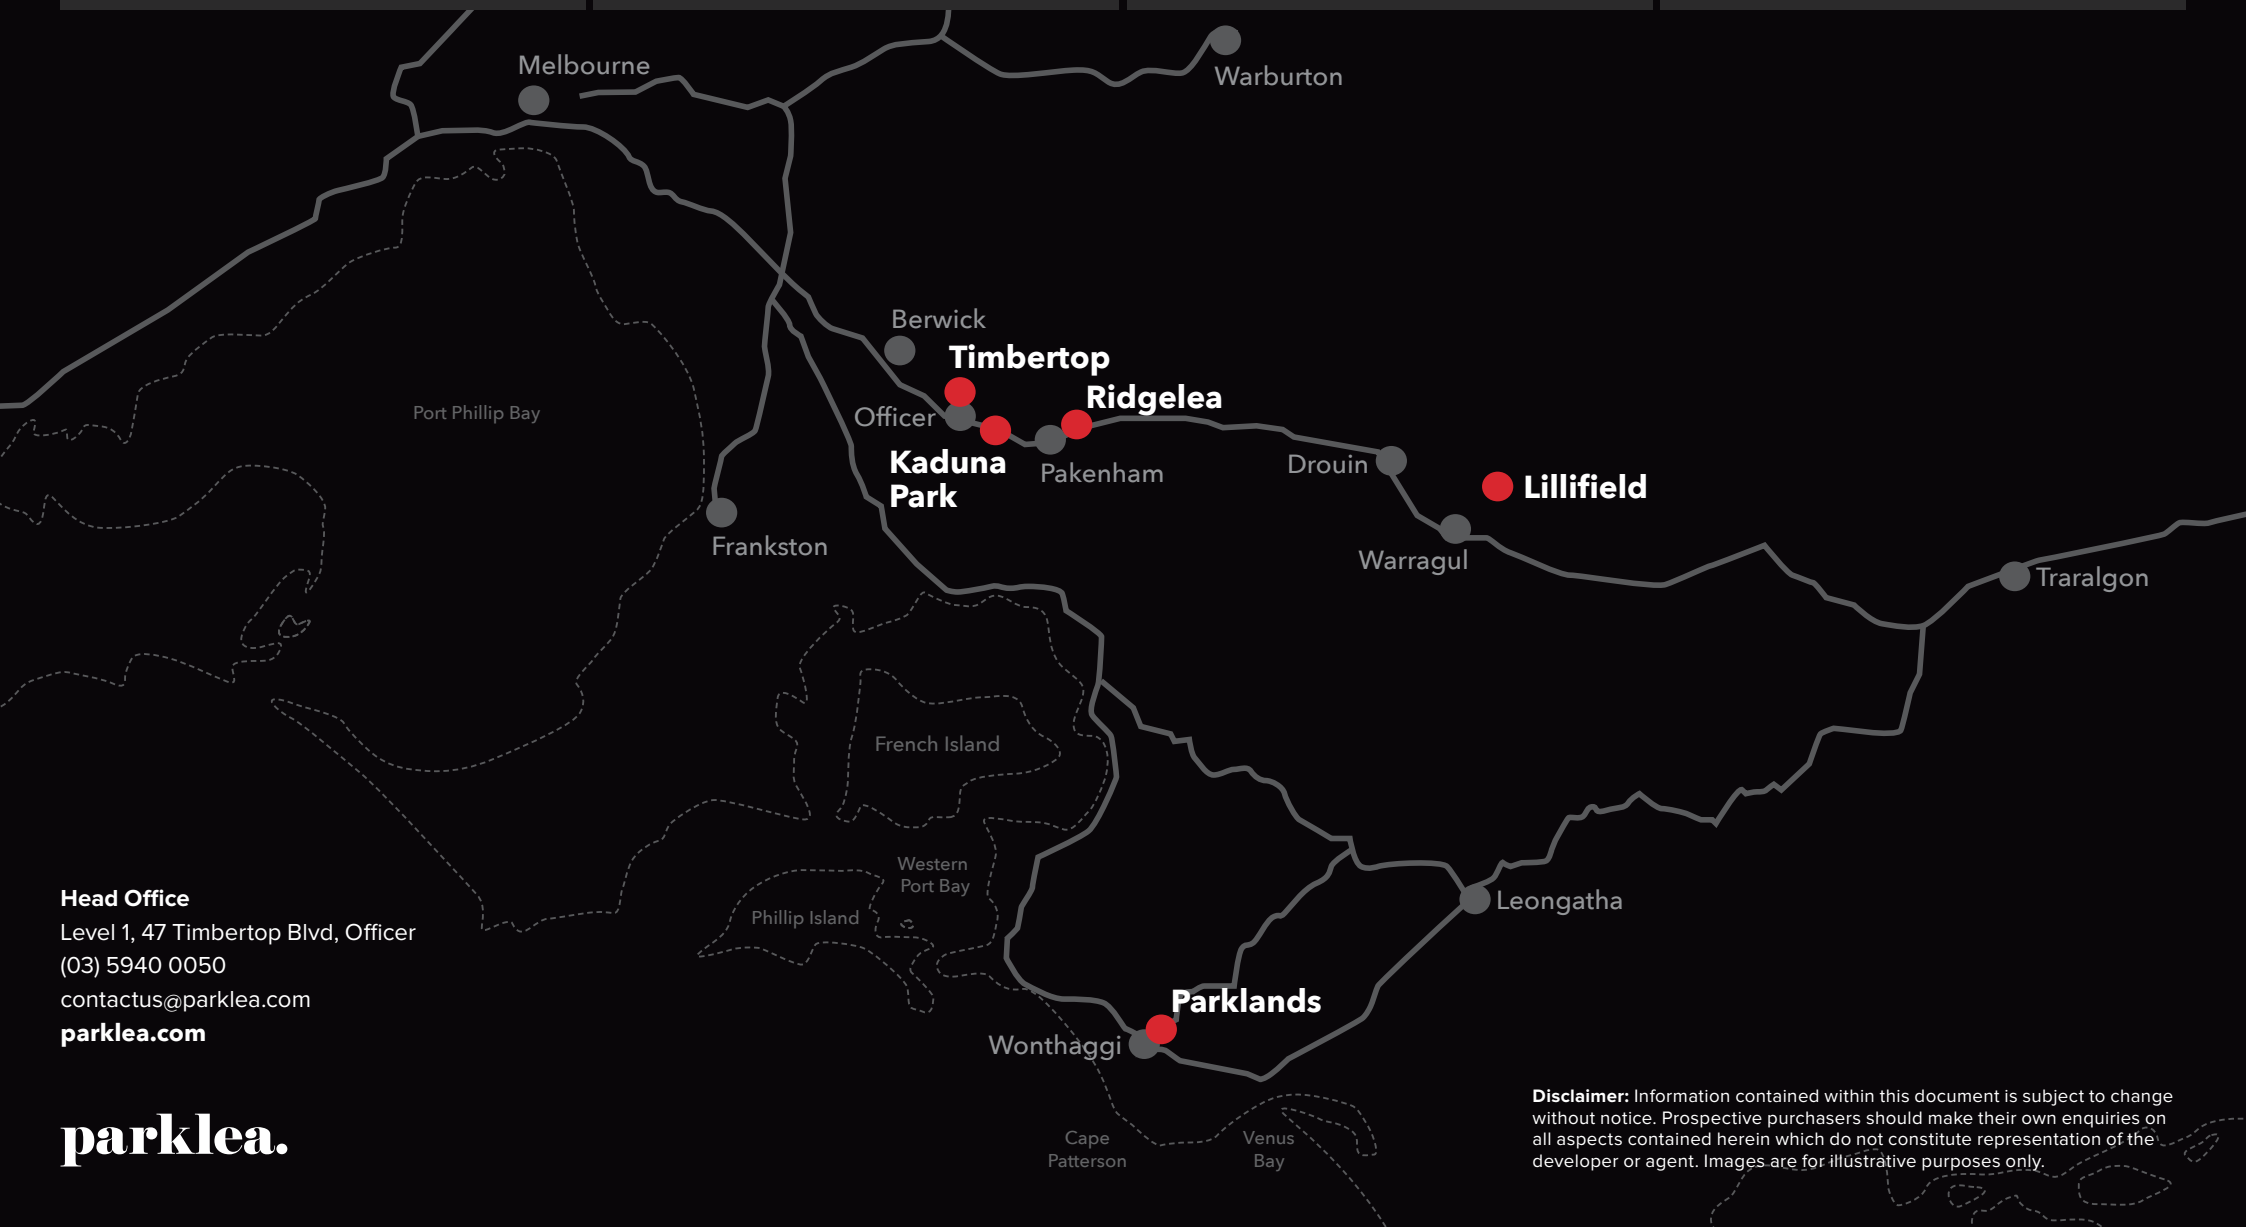 Melbourne
Warburton
Berwick
Timbertop
Ridgelea
Port Phillip Bay
Officer
Kaduna
Park
Pakenham
Drouin
Lillifield
Frankston
Warragul
Traralgon
French Island
Western
Port Bay
Phillip Island
Leongatha
Parklands
Wonthaggi
Cape
Patterson
Venus
Bay
Head Office
Level 1, 47 Timbertop Blvd, Officer
(03) 5940 0050
contactus@parklea.com
parklea.com
parklea.
Disclaimer: Information contained within this document is subject to change
without notice. Prospective purchasers should make their own enquiries on
all aspects contained herein which do not constitute representation of the
developer or agent. Images are for illustrative purposes only.